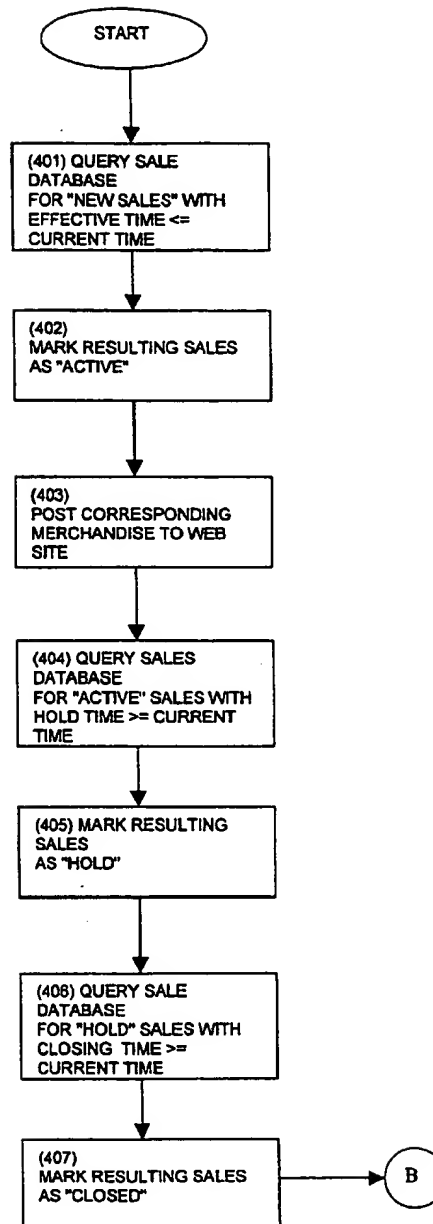 START
(401) QUERY SALE
DATABASE
FOR "NEW SALES" WITH
EFFECTIVE TIME <=
CURRENT TIME
(402)
MARK RESULTING SALES
AS "ACTIVE"
(403)
POST CORRESPONDING
MERCHANDISE TO WEB
SITE
(404) QUERY SALES
DATABASE
FOR "ACTIVE" SALES WITH
HOLD TIME >= CURRENT
TIME
(405) MARK RESULTING
SALES
AS "HOLD"
(406) QUERY SALE
DATABASE
FOR "HOLD" SALES WITH
CLOSING TIME >=
CURRENT TIME
(407)
MARK RESULTING SALES
AS "CLOSED"
B